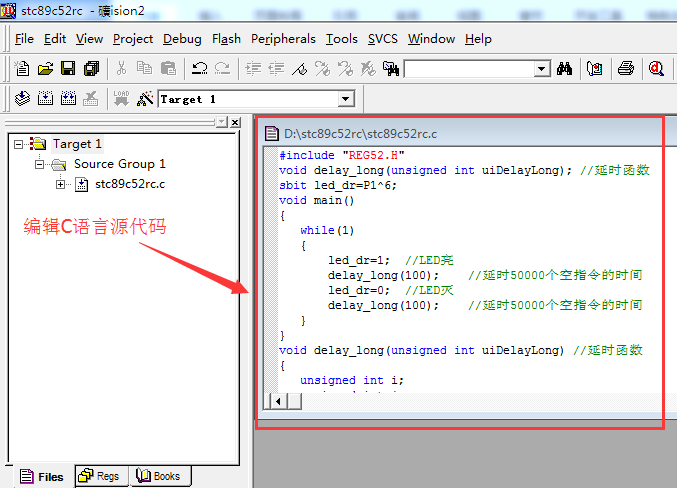 stc89c52rc - 礦ision2
File Edit View Project Debug Flash Peripherals Tools SVCS Window Help
LOAD
Target 1
Target 1
Source Group 1
stc89c52rc.c
编辑C语言源代码
D:\stc89c52rc\stc89c52rc.c
#include "REG52.H"
void delay_long(unsigned int uiDelayLong); //延时函数
sbit led_dr=P1^6;
void main()
{
while(1)
{
led_dr=1; //LED亮
delay_long(100); //延时50000个空指令的时间
led_dr=0; //LED灭
delay_long(100); //延时50000个空指令的时间
}
}
void delay_long(unsigned int uiDelayLong) //延时函数
{
unsigned int i;
Files Regs Books